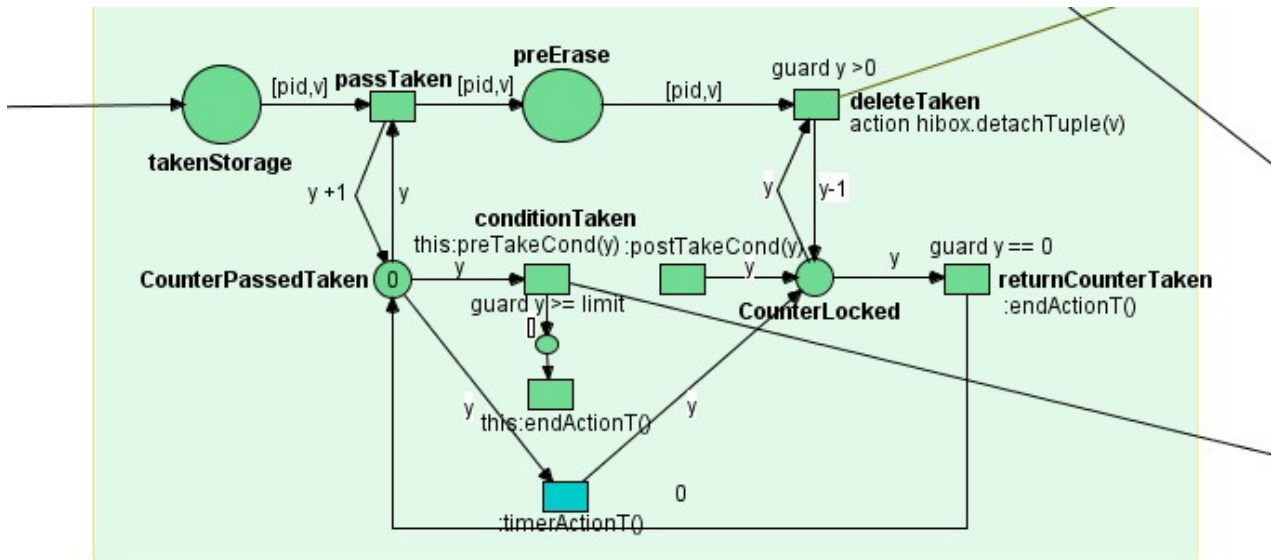 preErase
guard y >0
[pid,v]
passTaken
[pid,v]
[pid,v]
deleteTaken
action hibox.detachTuple(v)
takenStorage
y +1
y
y
y-1
conditionTaken
this:preTakeCond(y)
:postTakeCond(y)
guard y == 0
CounterPassedTaken
0
y
y
y
returnCounterTaken
:endActionT()
guard y >= limit
CounterLocked
[]
y
y
this:endActionT()
0
:timerActionT()